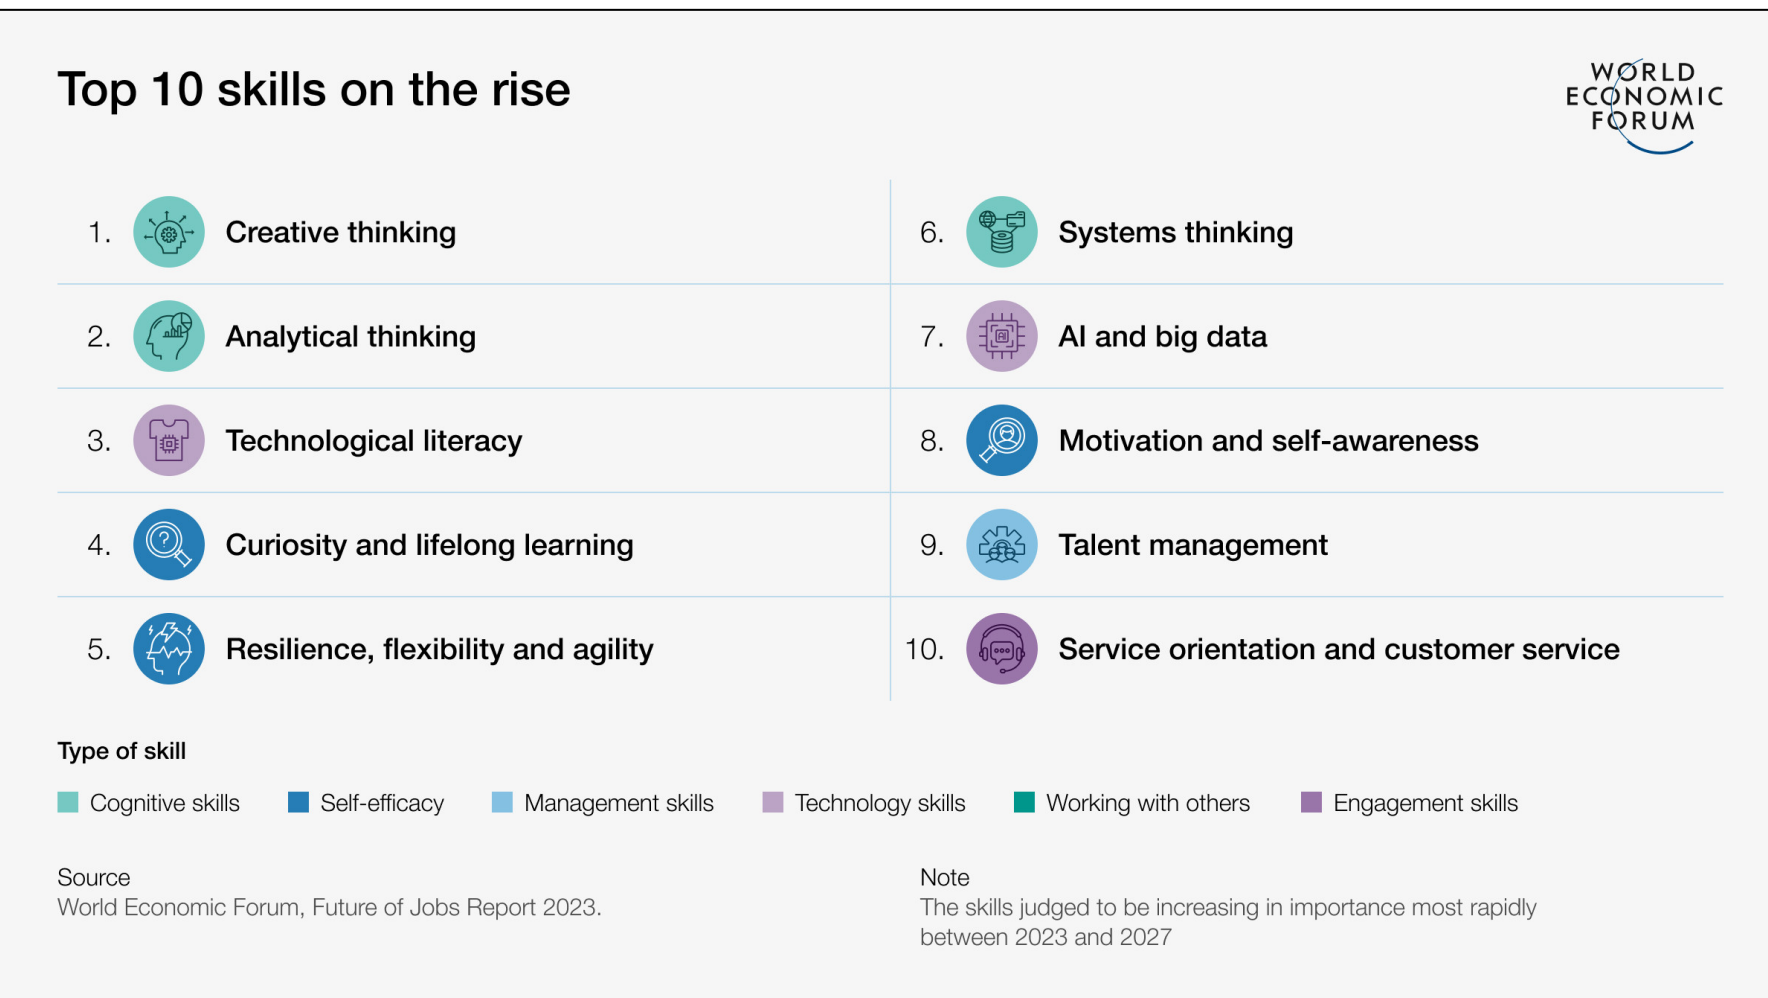 Top 10 skills on the rise
WORLD
ECONOMIC
FORUM
1. Creative thinking
2. Analytical thinking
3. Technological literacy
4. Curiosity and lifelong learning
5. Resilience, flexibility and agility
6. Systems thinking
7. AI and big data
8. Motivation and self-awareness
9. Talent management
10. Service orientation and customer service
Type of skill
Cognitive skills Self-efficacy Management skills Technology skills Working with others Engagement skills
Source
World Economic Forum, Future of Jobs Report 2023.
Note
The skills judged to be increasing in importance most rapidly
between 2023 and 2027